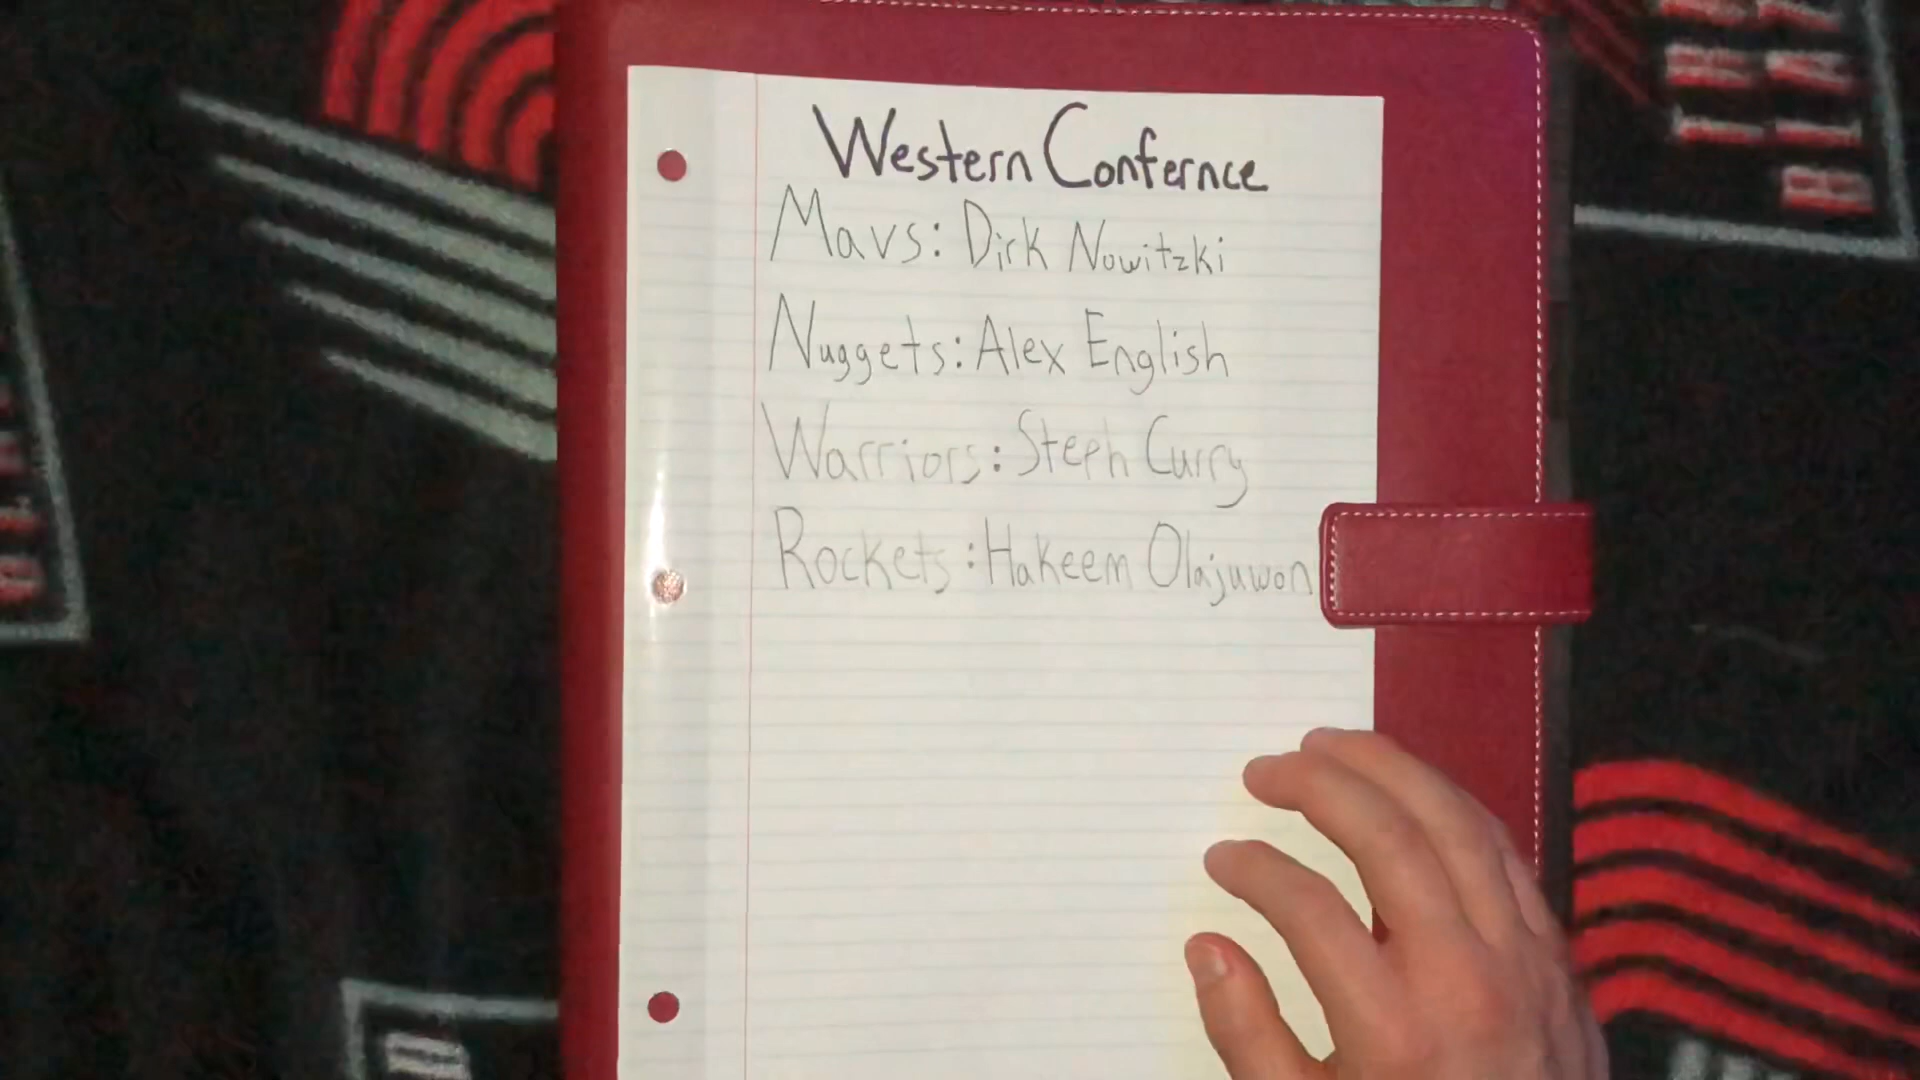 Western Confernce
Mavs: Dirk Nowitzki
Nuggets: Alex English
Warriors: Steph Curry
Rockets: Hakeem Olajuwon